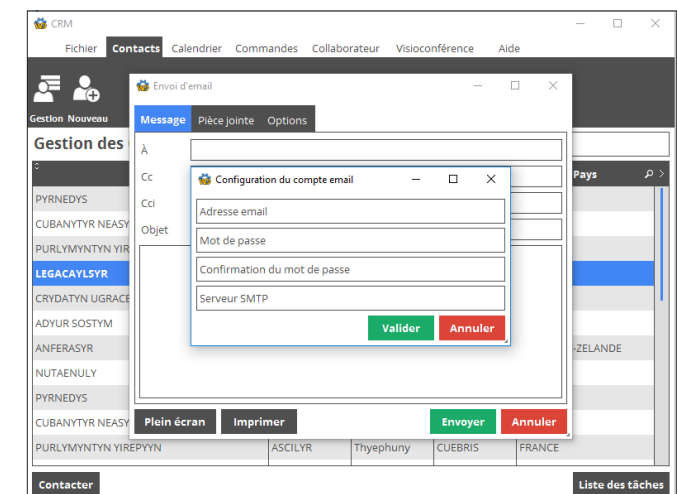 CRM
Fichier Contacts Calendrier Commandes Collaborateur Visioconférence Aide
Gestion Nouveau
Gestion des
Pays
PYRNEDYS
CUBANYTYR NEASY
PURLYMYNTYN YIR
LEGACAYLSYR
CRYDATYN UGRACE
ADYUR SOSTYM
ANFERASYR
-ZELANDE
NUTAENULY
PYRNEDYS
CUBANYTYR NEASY
PURLYMYNTYN YIREPYYN ASCILYR Thyephuny CUEBRIS FRANCE
Contacter
Liste des tâches
Envoi d'email
Message Pièce jointe Options
À
Cc
Cci
Objet
Plein écran Imprimer Envoyer Annuler
Configuration du compte email
Adresse email
Mot de passe
Confirmation du mot de passe
Serveur SMTP
Valider Annuler